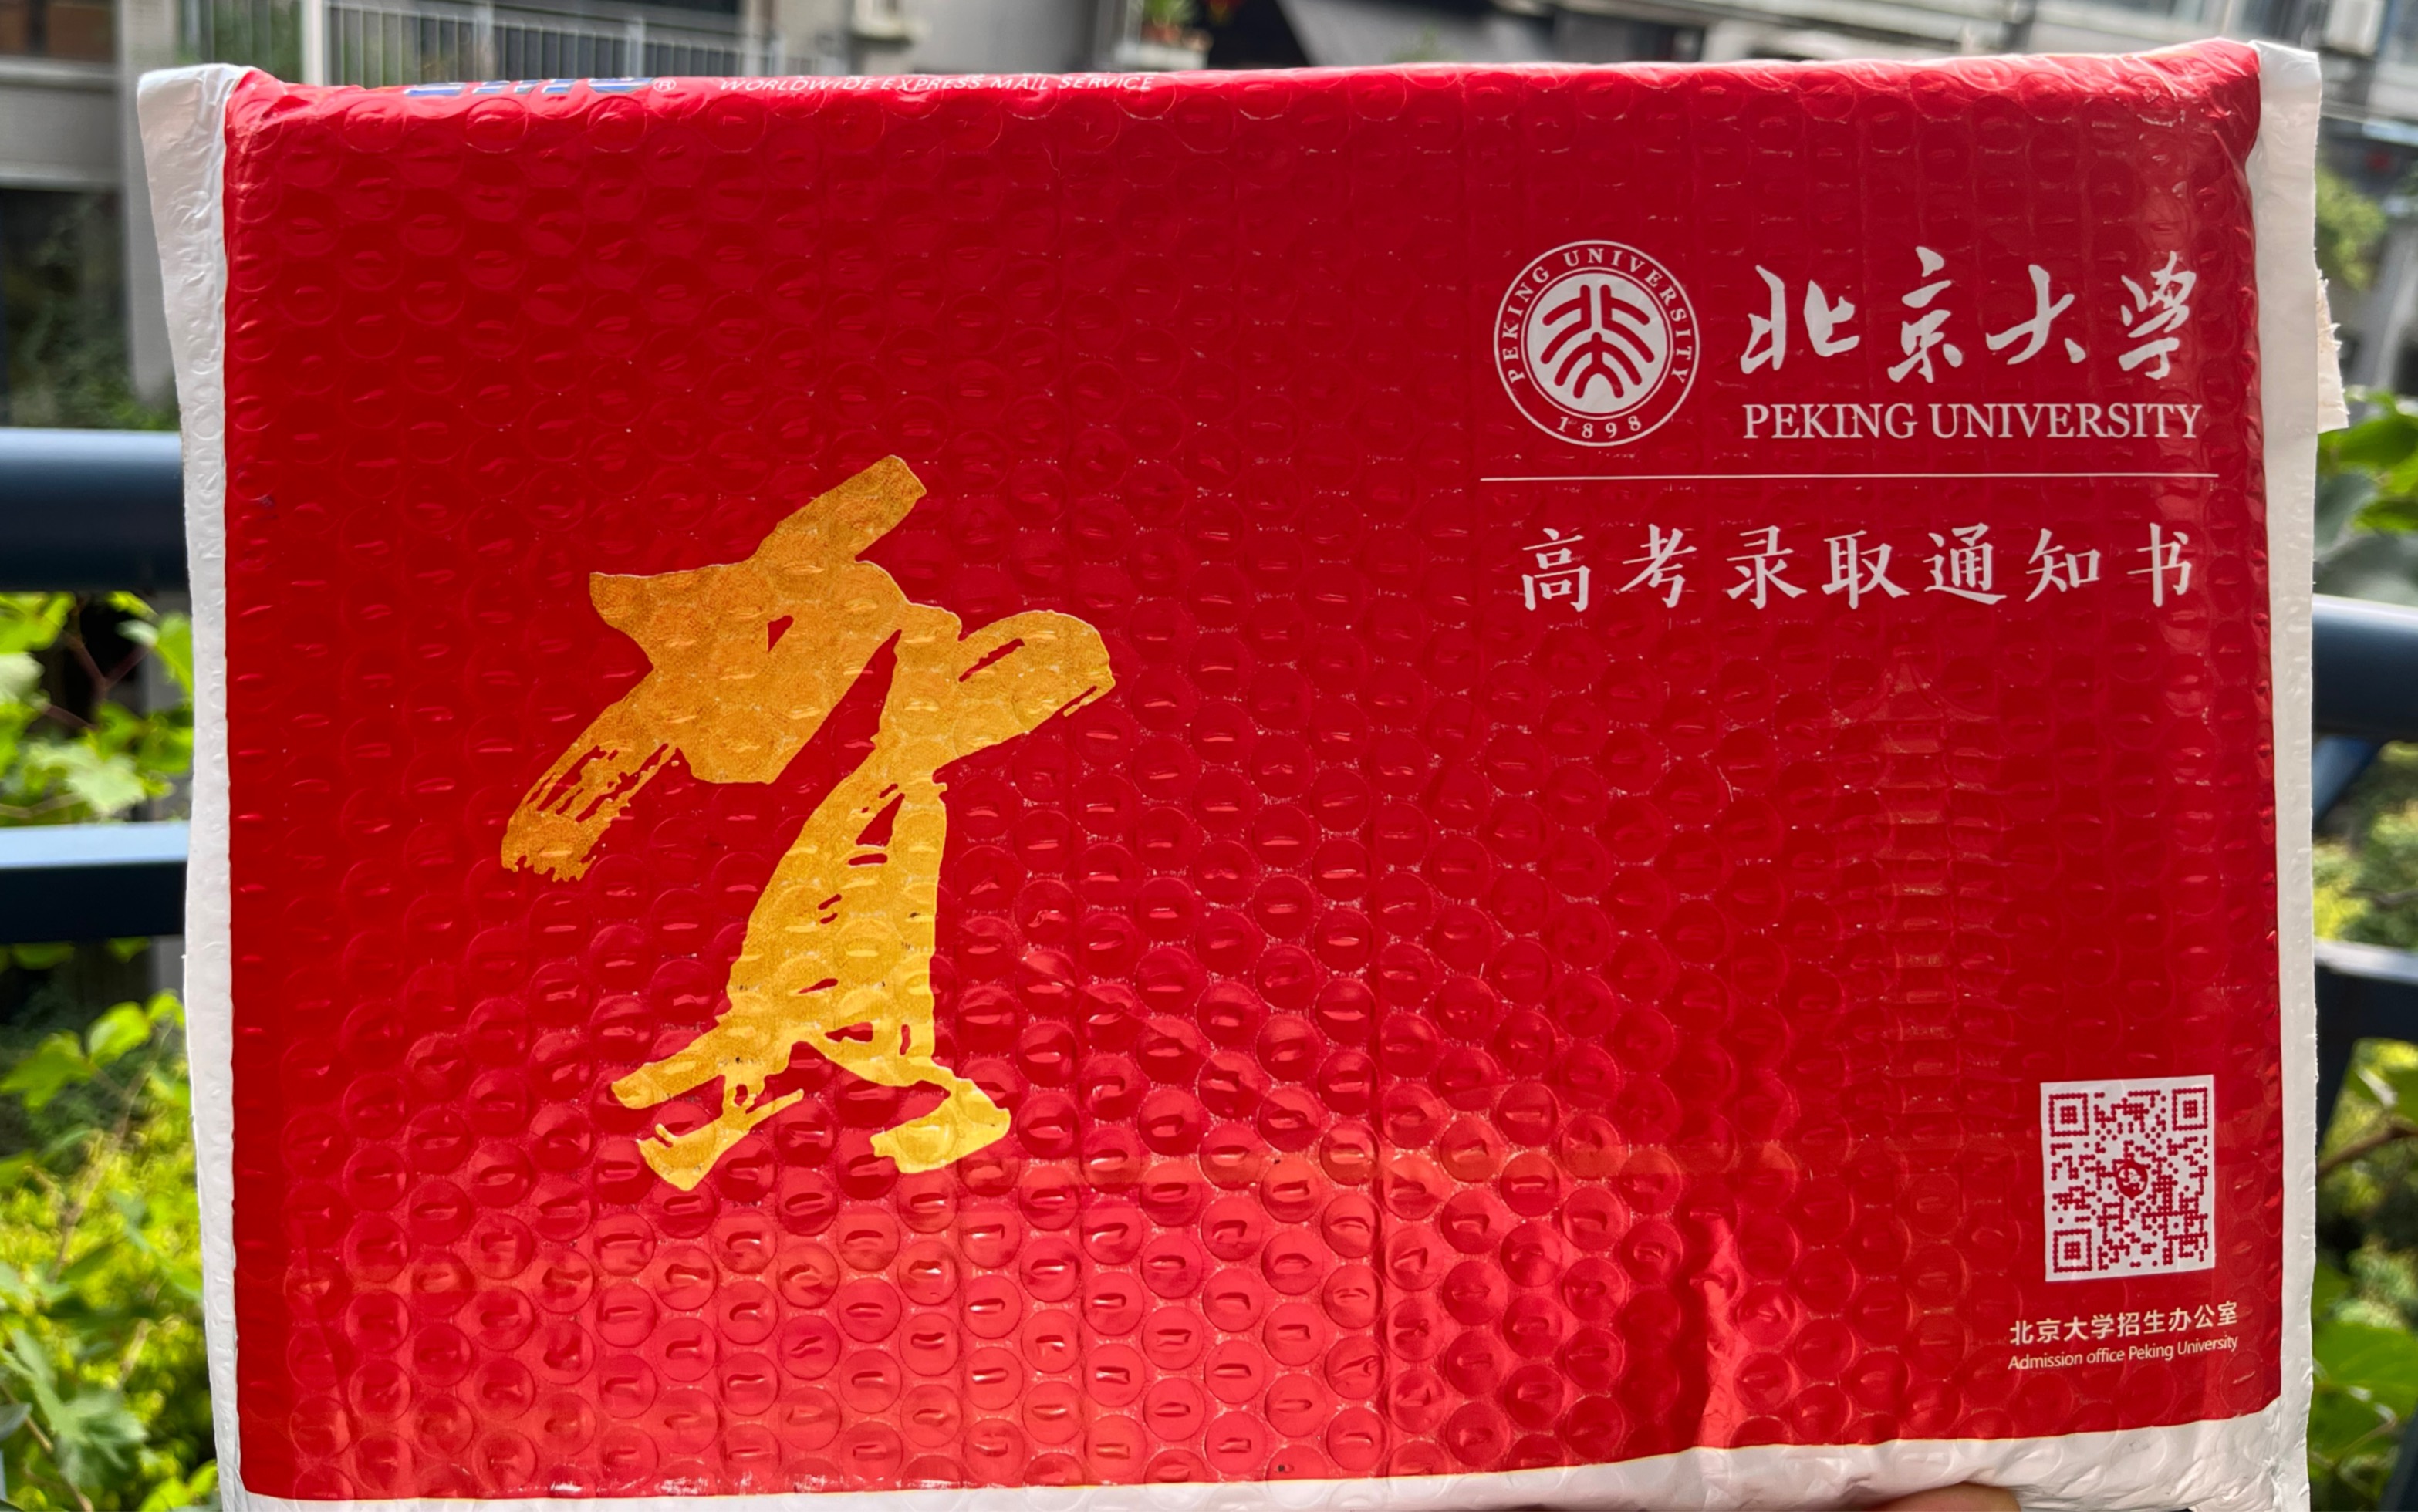 WORLDWIDE EXPRESS MAIL SERVICE
PEKING UNIVERSITY
1898
北京大学
PEKING UNIVERSITY
高考录取通知书
贺
北京大学招生办公室
Admission office Peking University